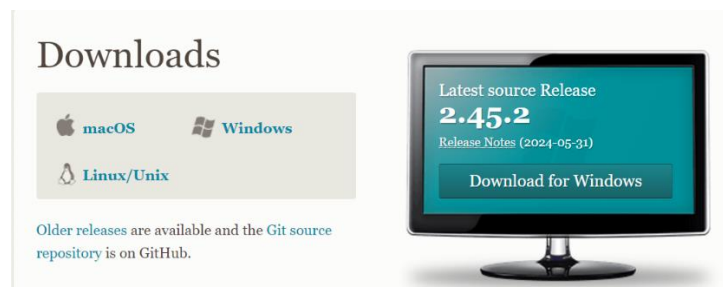 Downloads
macOS
Windows
Linux/Unix
Older releases are available and the Git source
repository is on GitHub.
Latest source Release
2.45.2
Release Notes (2024-05-31)
Download for Windows